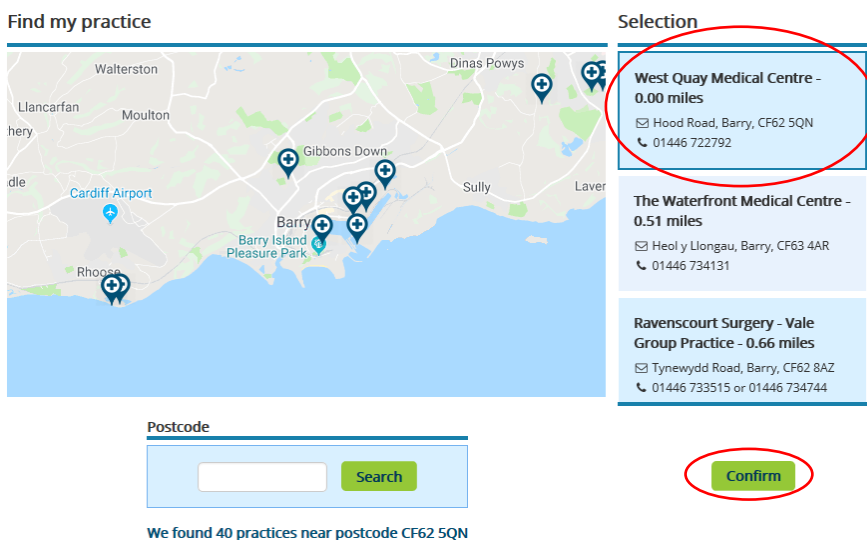 Find my practice
Selection
Walterston
Dinas Powys
Llancarfan
Moulton
hery
Gibbons Down
dle
Cardiff Airport
Sully
Laver
Barry
Barry Island
Pleasure Park
Rhoose
West Quay Medical Centre -
0.00 miles
Hood Road, Barry, CF62 5QN
01446 722792
The Waterfront Medical Centre -
0.51 miles
Heol y Llongau, Barry, CF63 4AR
01446 734131
Ravenscourt Surgery - Vale
Group Practice - 0.66 miles
Tynewydd Road, Barry, CF62 8AZ
01446 733515 or 01446 734744
Postcode
Search
Confirm
We found 40 practices near postcode CF62 5QN